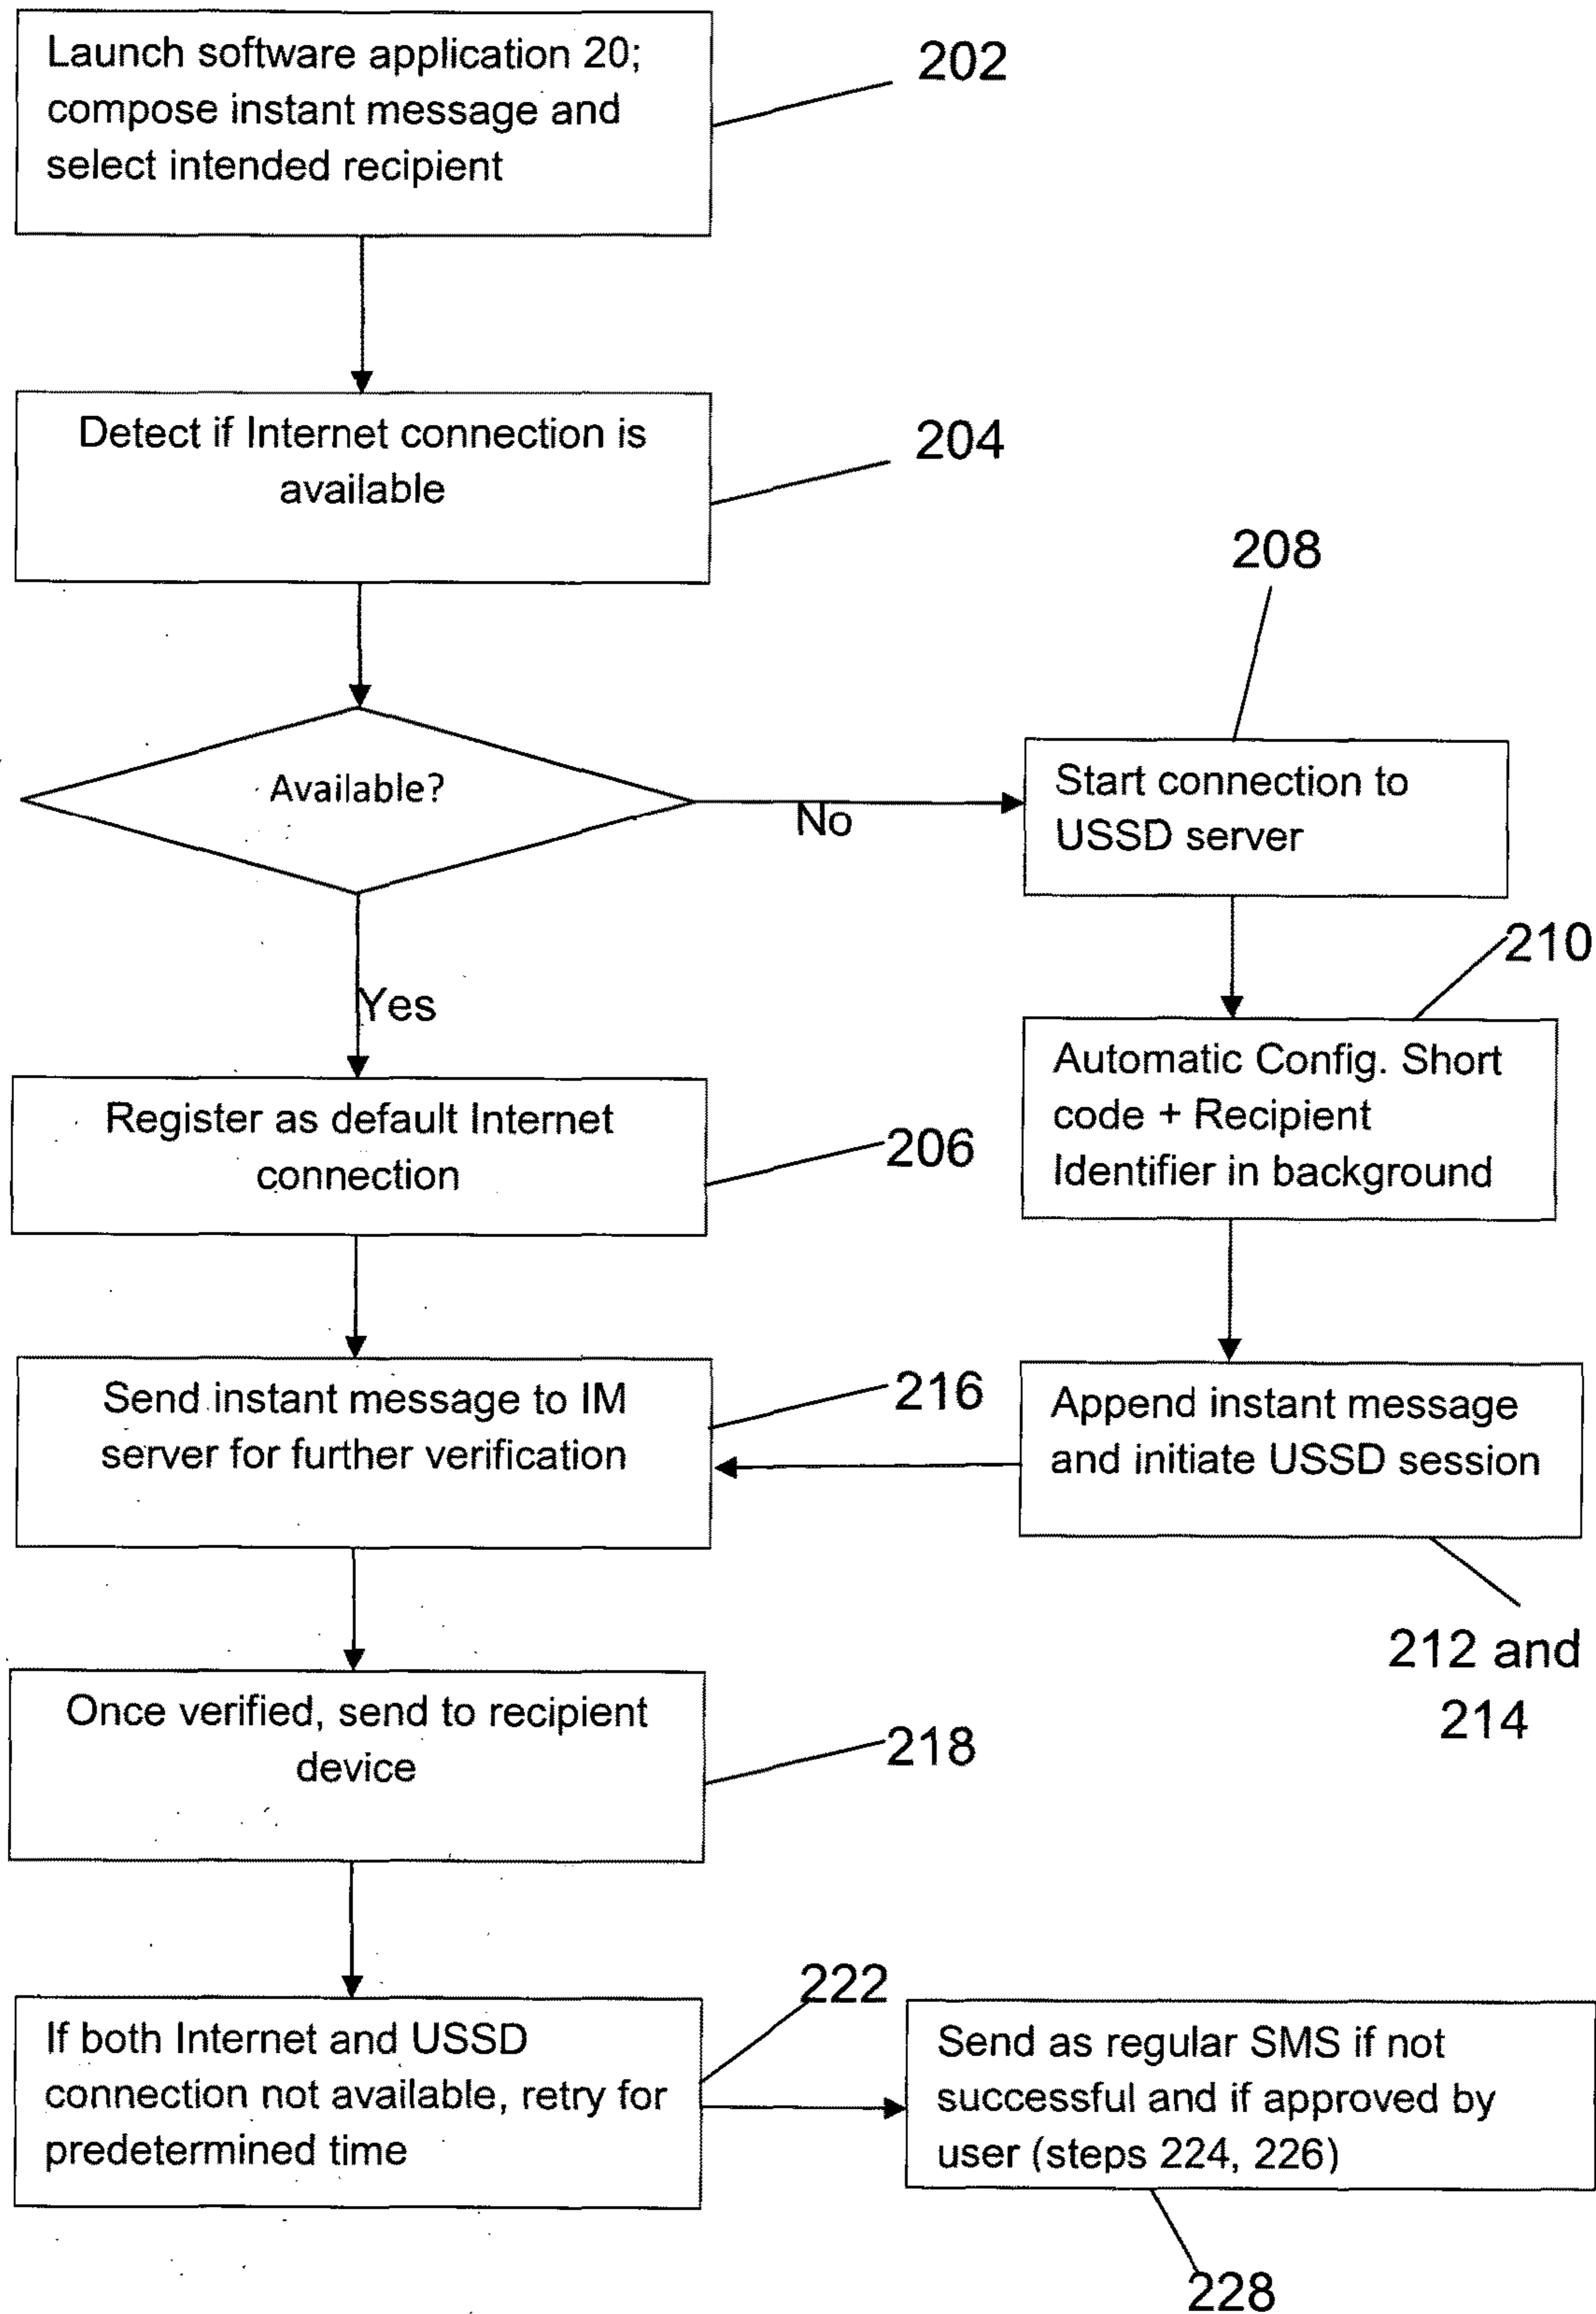 Launch software application 20;
compose instant message and
select intended recipient
202
Detect if Internet connection is
available
204
208
Available?
No
Start connection to
USSD server
210
Yes
Automatic Config. Short
code + Recipient
Identifier in background
Register as default Internet
connection
206
Send instant message to IM
server for further verification
216
Append instant message
and initiate USSD session
212 and
214
Once verified, send to recipient
device
218
222
If both Internet and USSD
connection not available, retry for
predetermined time
Send as regular SMS if not
successful and if approved by
user (steps 224, 226)
228